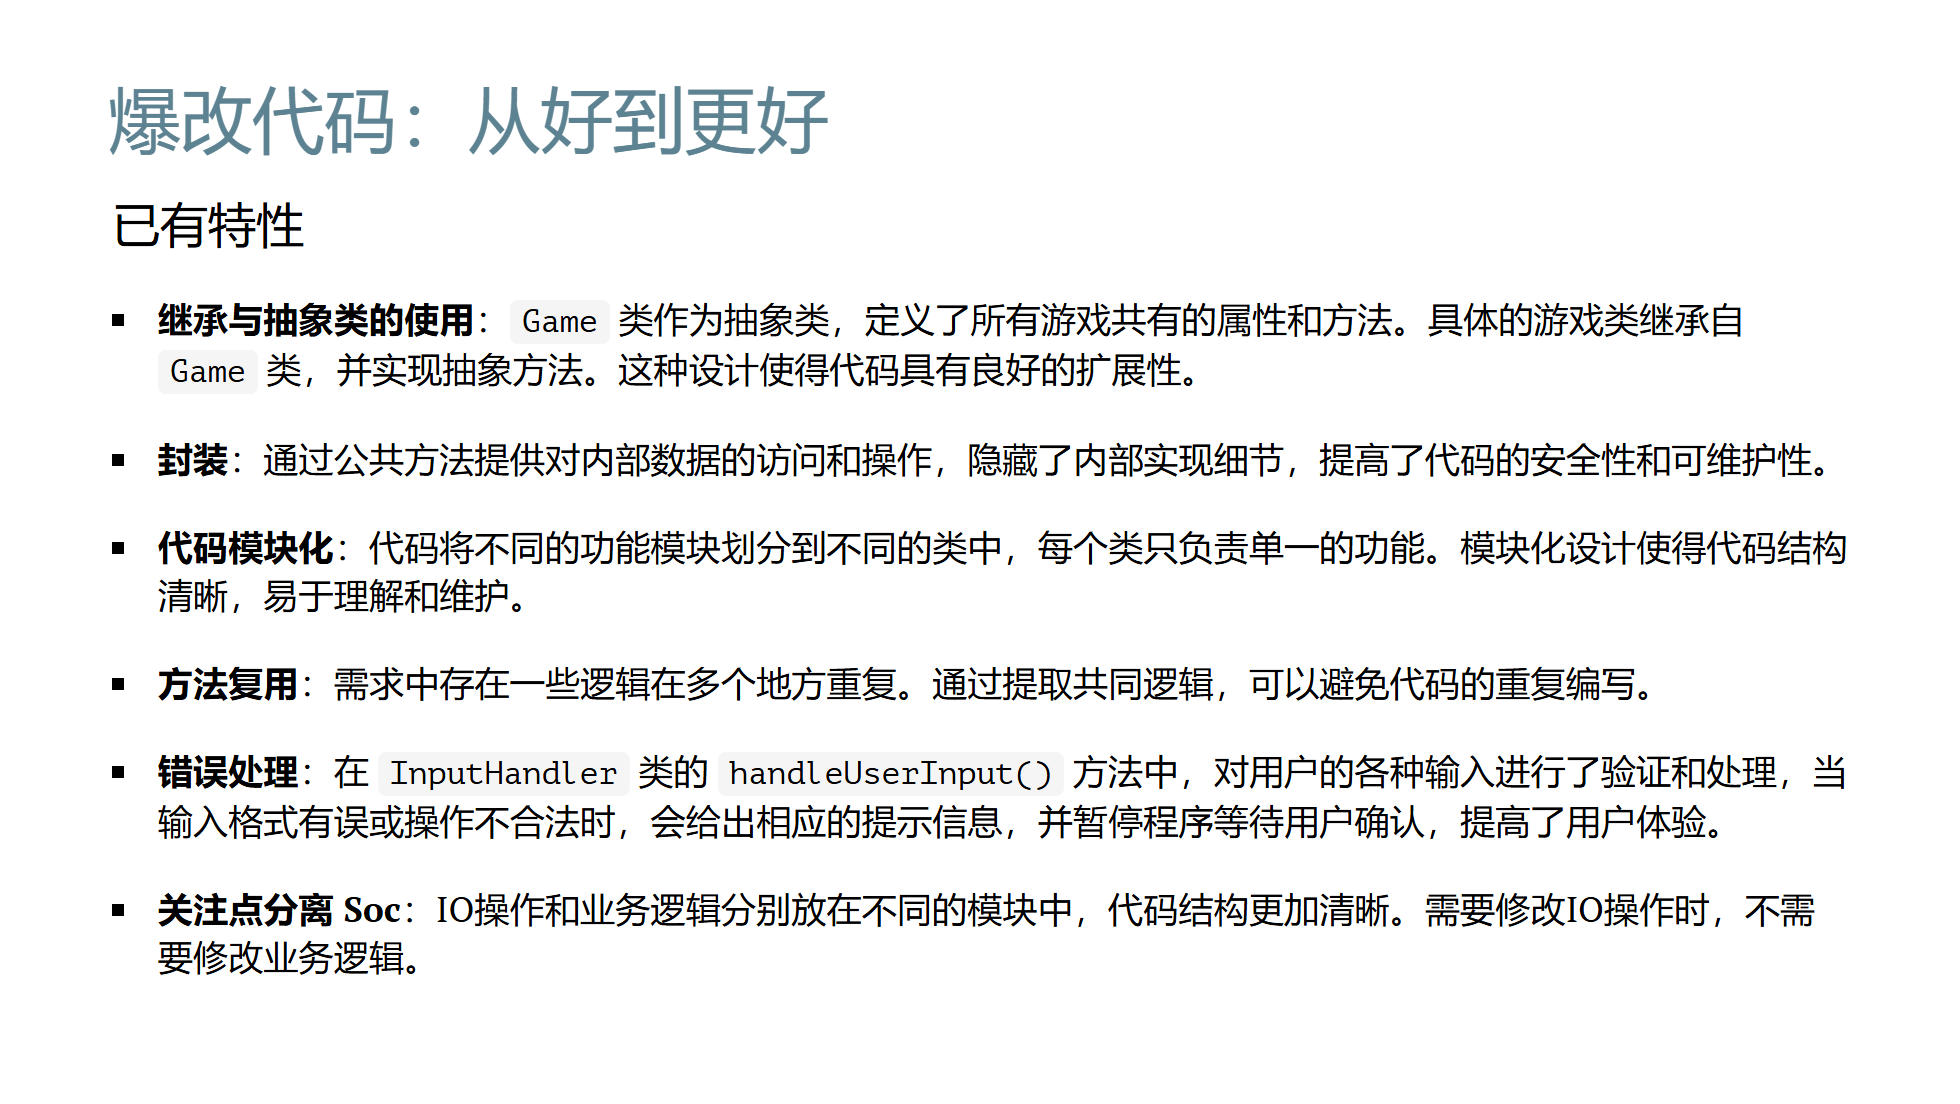 爆改代码：从好到更好
已有特性
▪ 继承与抽象类的使用： Game 类作为抽象类，定义了所有游戏共有的属性和方法。具体的游戏类继承自
Game 类，并实现抽象方法。这种设计使得代码具有良好的扩展性。
▪ 封装：通过公共方法提供对内部数据的访问和操作，隐藏了内部实现细节，提高了代码的安全性和可维护性。
▪ 代码模块化：代码将不同的功能模块划分到不同的类中，每个类只负责单一的功能。模块化设计使得代码结构
清晰，易于理解和维护。
▪ 方法复用：需求中存在一些逻辑在多个地方重复。通过提取共同逻辑，可以避免代码的重复编写。
▪ 错误处理：在 InputHandler 类的 handleUserInput() 方法中，对用户的各种输入进行了验证和处理，当
输入格式有误或操作不合法时，会给出相应的提示信息，并暂停程序等待用户确认，提高了用户体验。
▪ 关注点分离 Soc：IO操作和业务逻辑分别放在不同的模块中，代码结构更加清晰。需要修改IO操作时，不需
要修改业务逻辑。